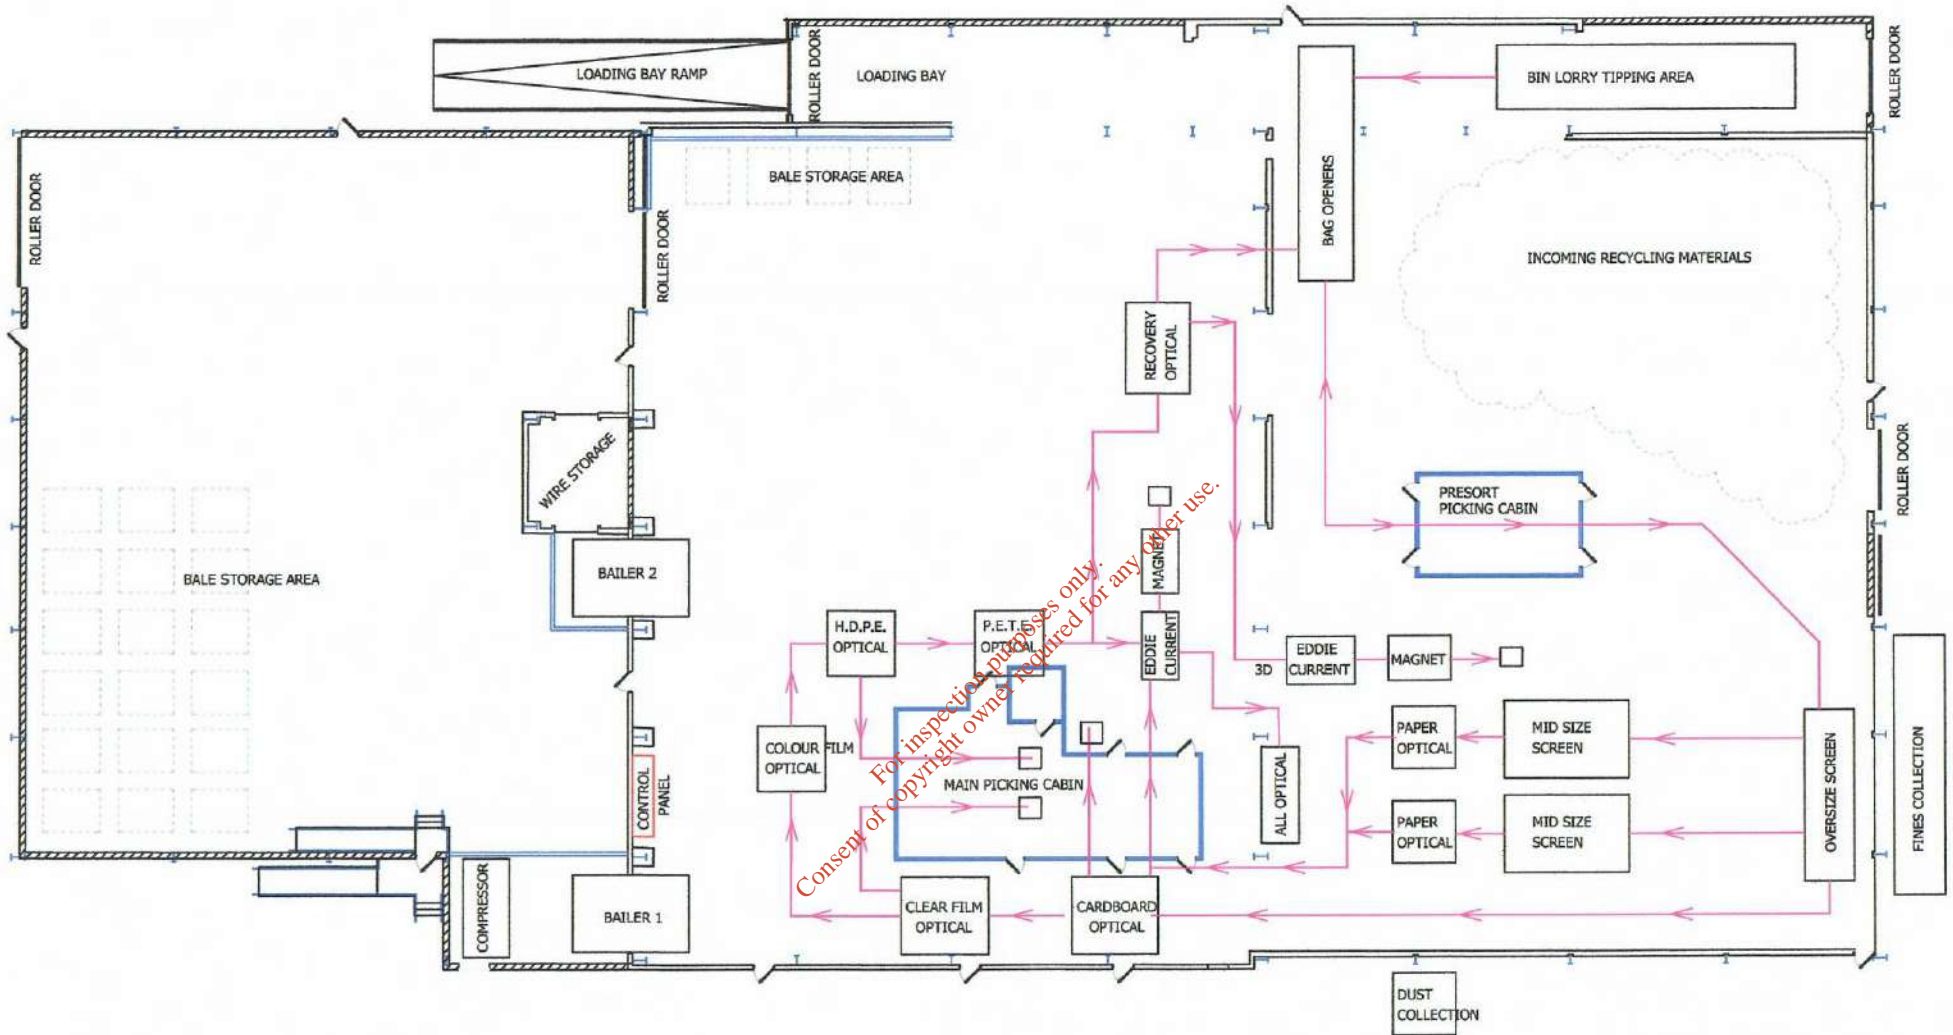 LOADING BAY RAMP
ROLLER DOOR
LOADING BAY
BIN LORRY TIPPING AREA
ROLLER DOOR
ROLLER DOOR
ROLLER DOOR
BALE STORAGE AREA
BAG OPENERS
INCOMING RECYCLING MATERIALS
RECOVERY
OPTICAL
WIRE STORAGE
PRESORT
PICKING CABIN
ROLLER DOOR
BALE STORAGE AREA
BAILER 2
MAGNET
H.D.P.E.
OPTICAL
P.E.T.E.
OPTICAL
EDDIE
CURRENT
3D
EDDIE
CURRENT
MAGNET
COLOUR FILM
OPTICAL
MAIN PICKING CABIN
ALL OPTICAL
PAPER
OPTICAL
MID SIZE
SCREEN
PAPER
OPTICAL
MID SIZE
SCREEN
OVERSIZE SCREEN
FINES COLLECTION
CONTROL
PANEL
COMPRESSOR
BAILER 1
CLEAR FILM
OPTICAL
CARDBOARD
OPTICAL
DUST
COLLECTION
For inspection purposes only.
Consent of copyright owner required for any other use.